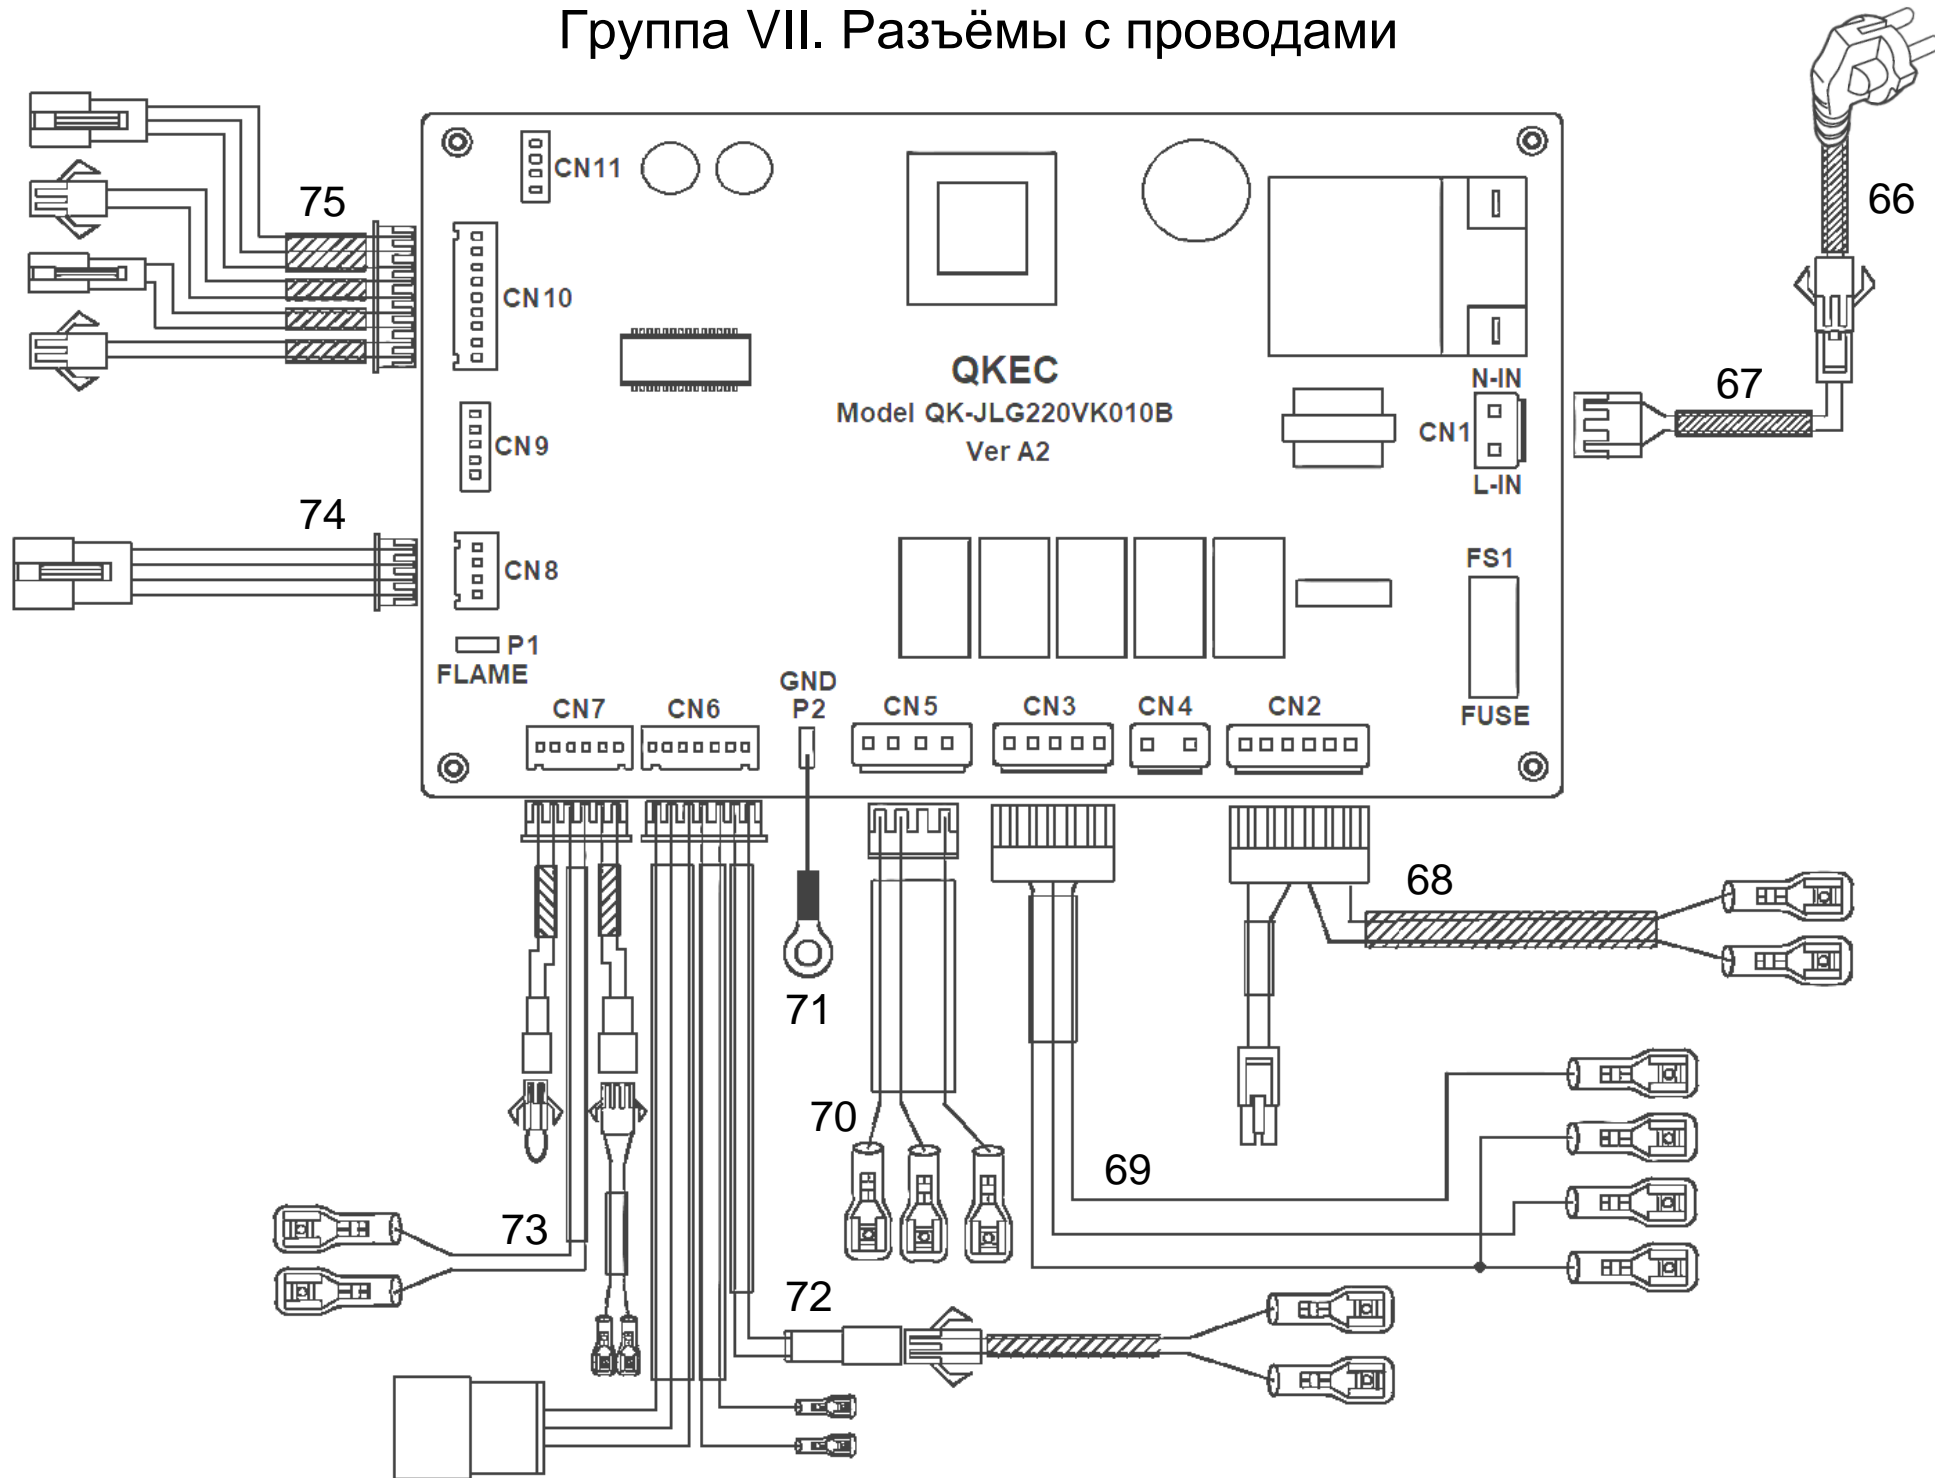 Группа VII. Разъёмы с проводами
75
CN11
66
CN10
QKEC
Model QK-JLG220VK010B
Ver A2
N-IN
67
CN1
L-IN
CN9
74
CN8
FS1
P1
FLAME
GND
P2
CN7
CN6
CN5
CN3
CN4
CN2
FUSE
68
71
70
69
73
72